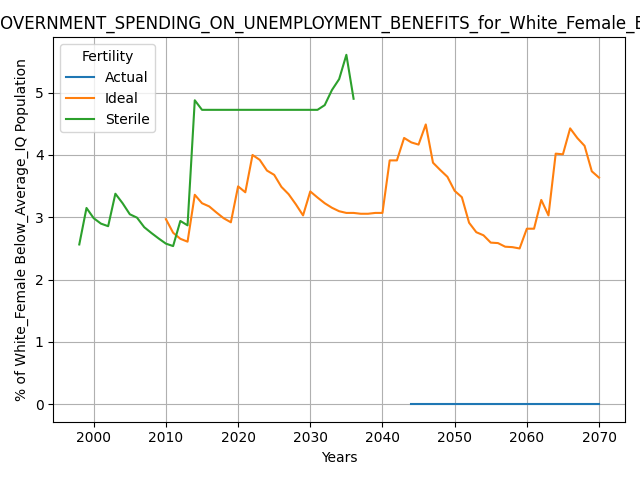 OVERNMENT_SPENDING_ON_UNEMPLOYMENT_BENEFITS_for_White_Female_B
Fertility
Actual
Ideal
Sterile
% of White_Female Below_Average_IQ Population
5
4
3
2
1
0
2000 2010 2020 2030 2040 2050 2060 2070
Years